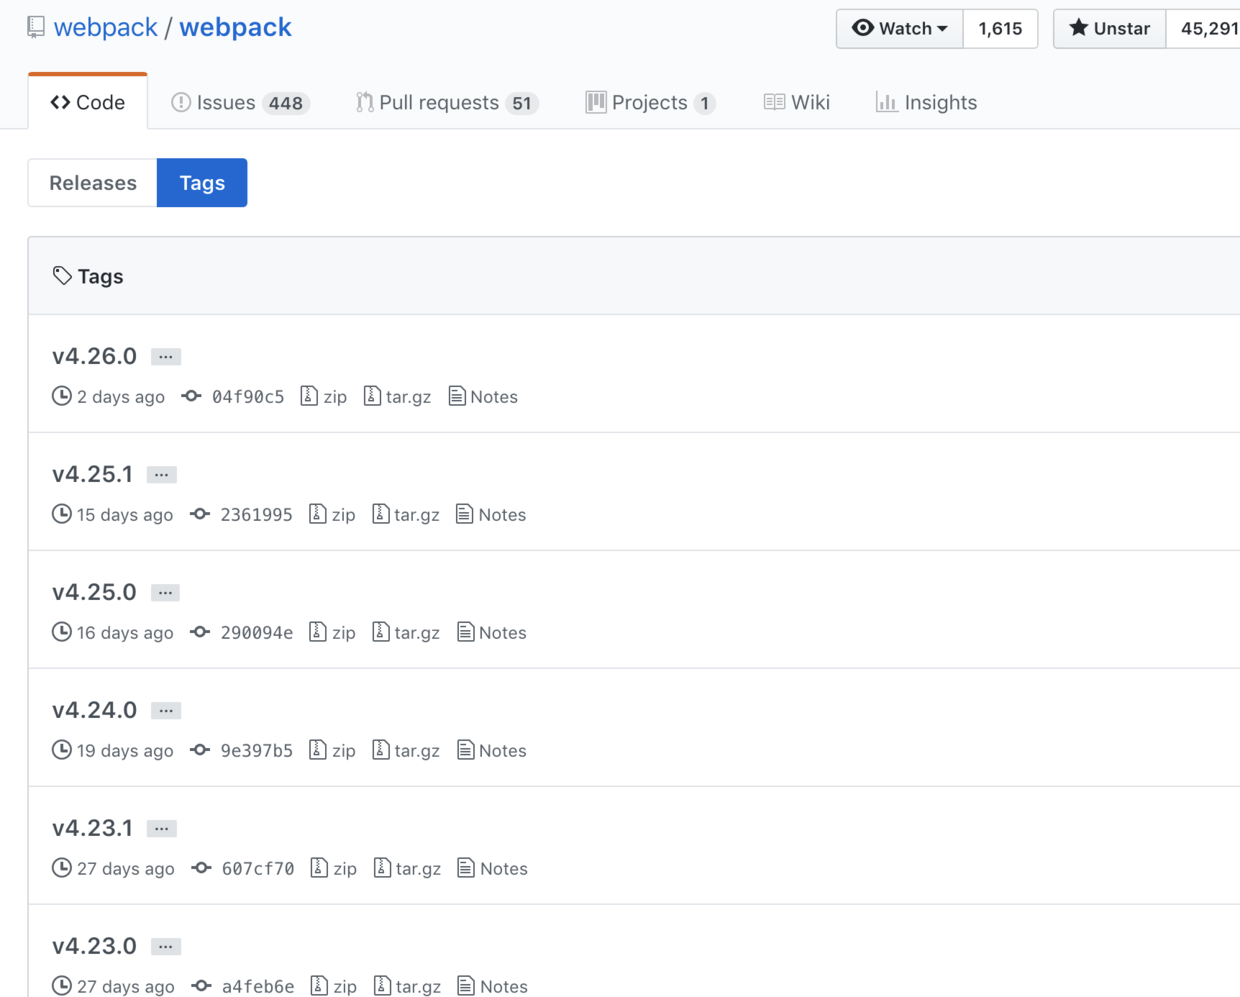 webpack / webpack
Watch 1,615 Unstar 45,291
Code Issues 448 Pull requests 51 Projects 1 Wiki Insights
Releases Tags
Tags
v4.26.0 ...
2 days ago 04f90c5 zip tar.gz Notes
v4.25.1 ...
15 days ago 2361995 zip tar.gz Notes
v4.25.0 ...
16 days ago 290094e zip tar.gz Notes
v4.24.0 ...
19 days ago 9e397b5 zip tar.gz Notes
v4.23.1 ...
27 days ago 607cf70 zip tar.gz Notes
v4.23.0 ...
27 days ago a4feb6e zip tar.gz Notes